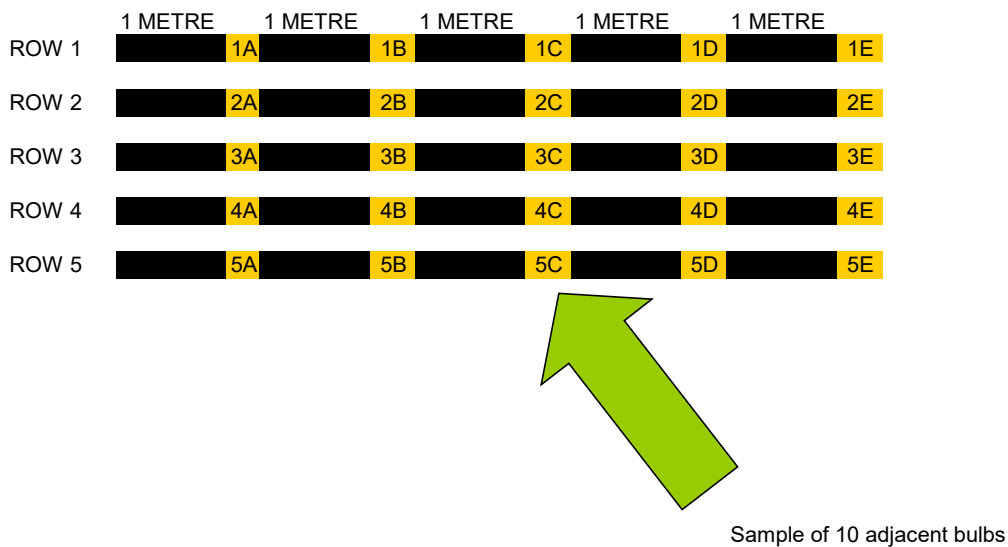 1 METRE 1 METRE 1 METRE 1 METRE 1 METRE
ROW 1 1A 1B 1C 1D 1E
ROW 2 2A 2B 2C 2D 2E
ROW 3 3A 3B 3C 3D 3E
ROW 4 4A 4B 4C 4D 4E
ROW 5 5A 5B 5C 5D 5E
Sample of 10 adjacent bulbs